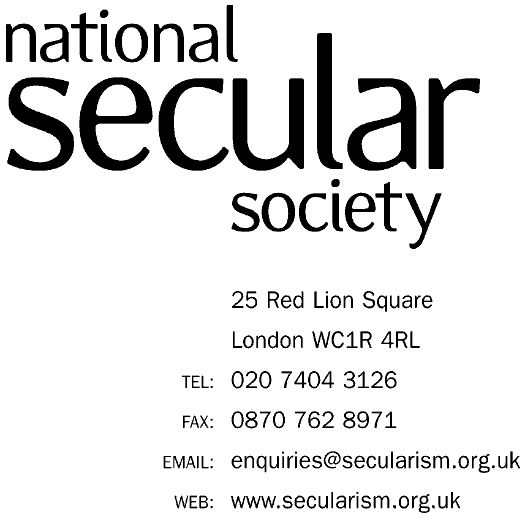 national
secular
society
25 Red Lion Square
London WC1R 4RL
TEL: 020 7404 3126
FAX: 0870 762 8971
EMAIL: enquiries@secularism.org.uk
WEB: www.secularism.org.uk